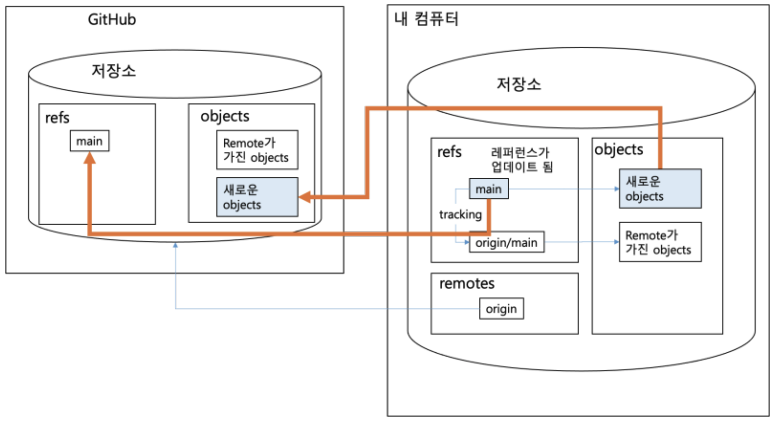 GitHub
저장소
refs
main
objects
Remote가
가진 objects
새로운
objects
내 컴퓨터
저장소
refs
레퍼런스가
업데이트 됨
main
tracking
origin/main
objects
새로운
objects
Remote가
가진 objects
remotes
origin